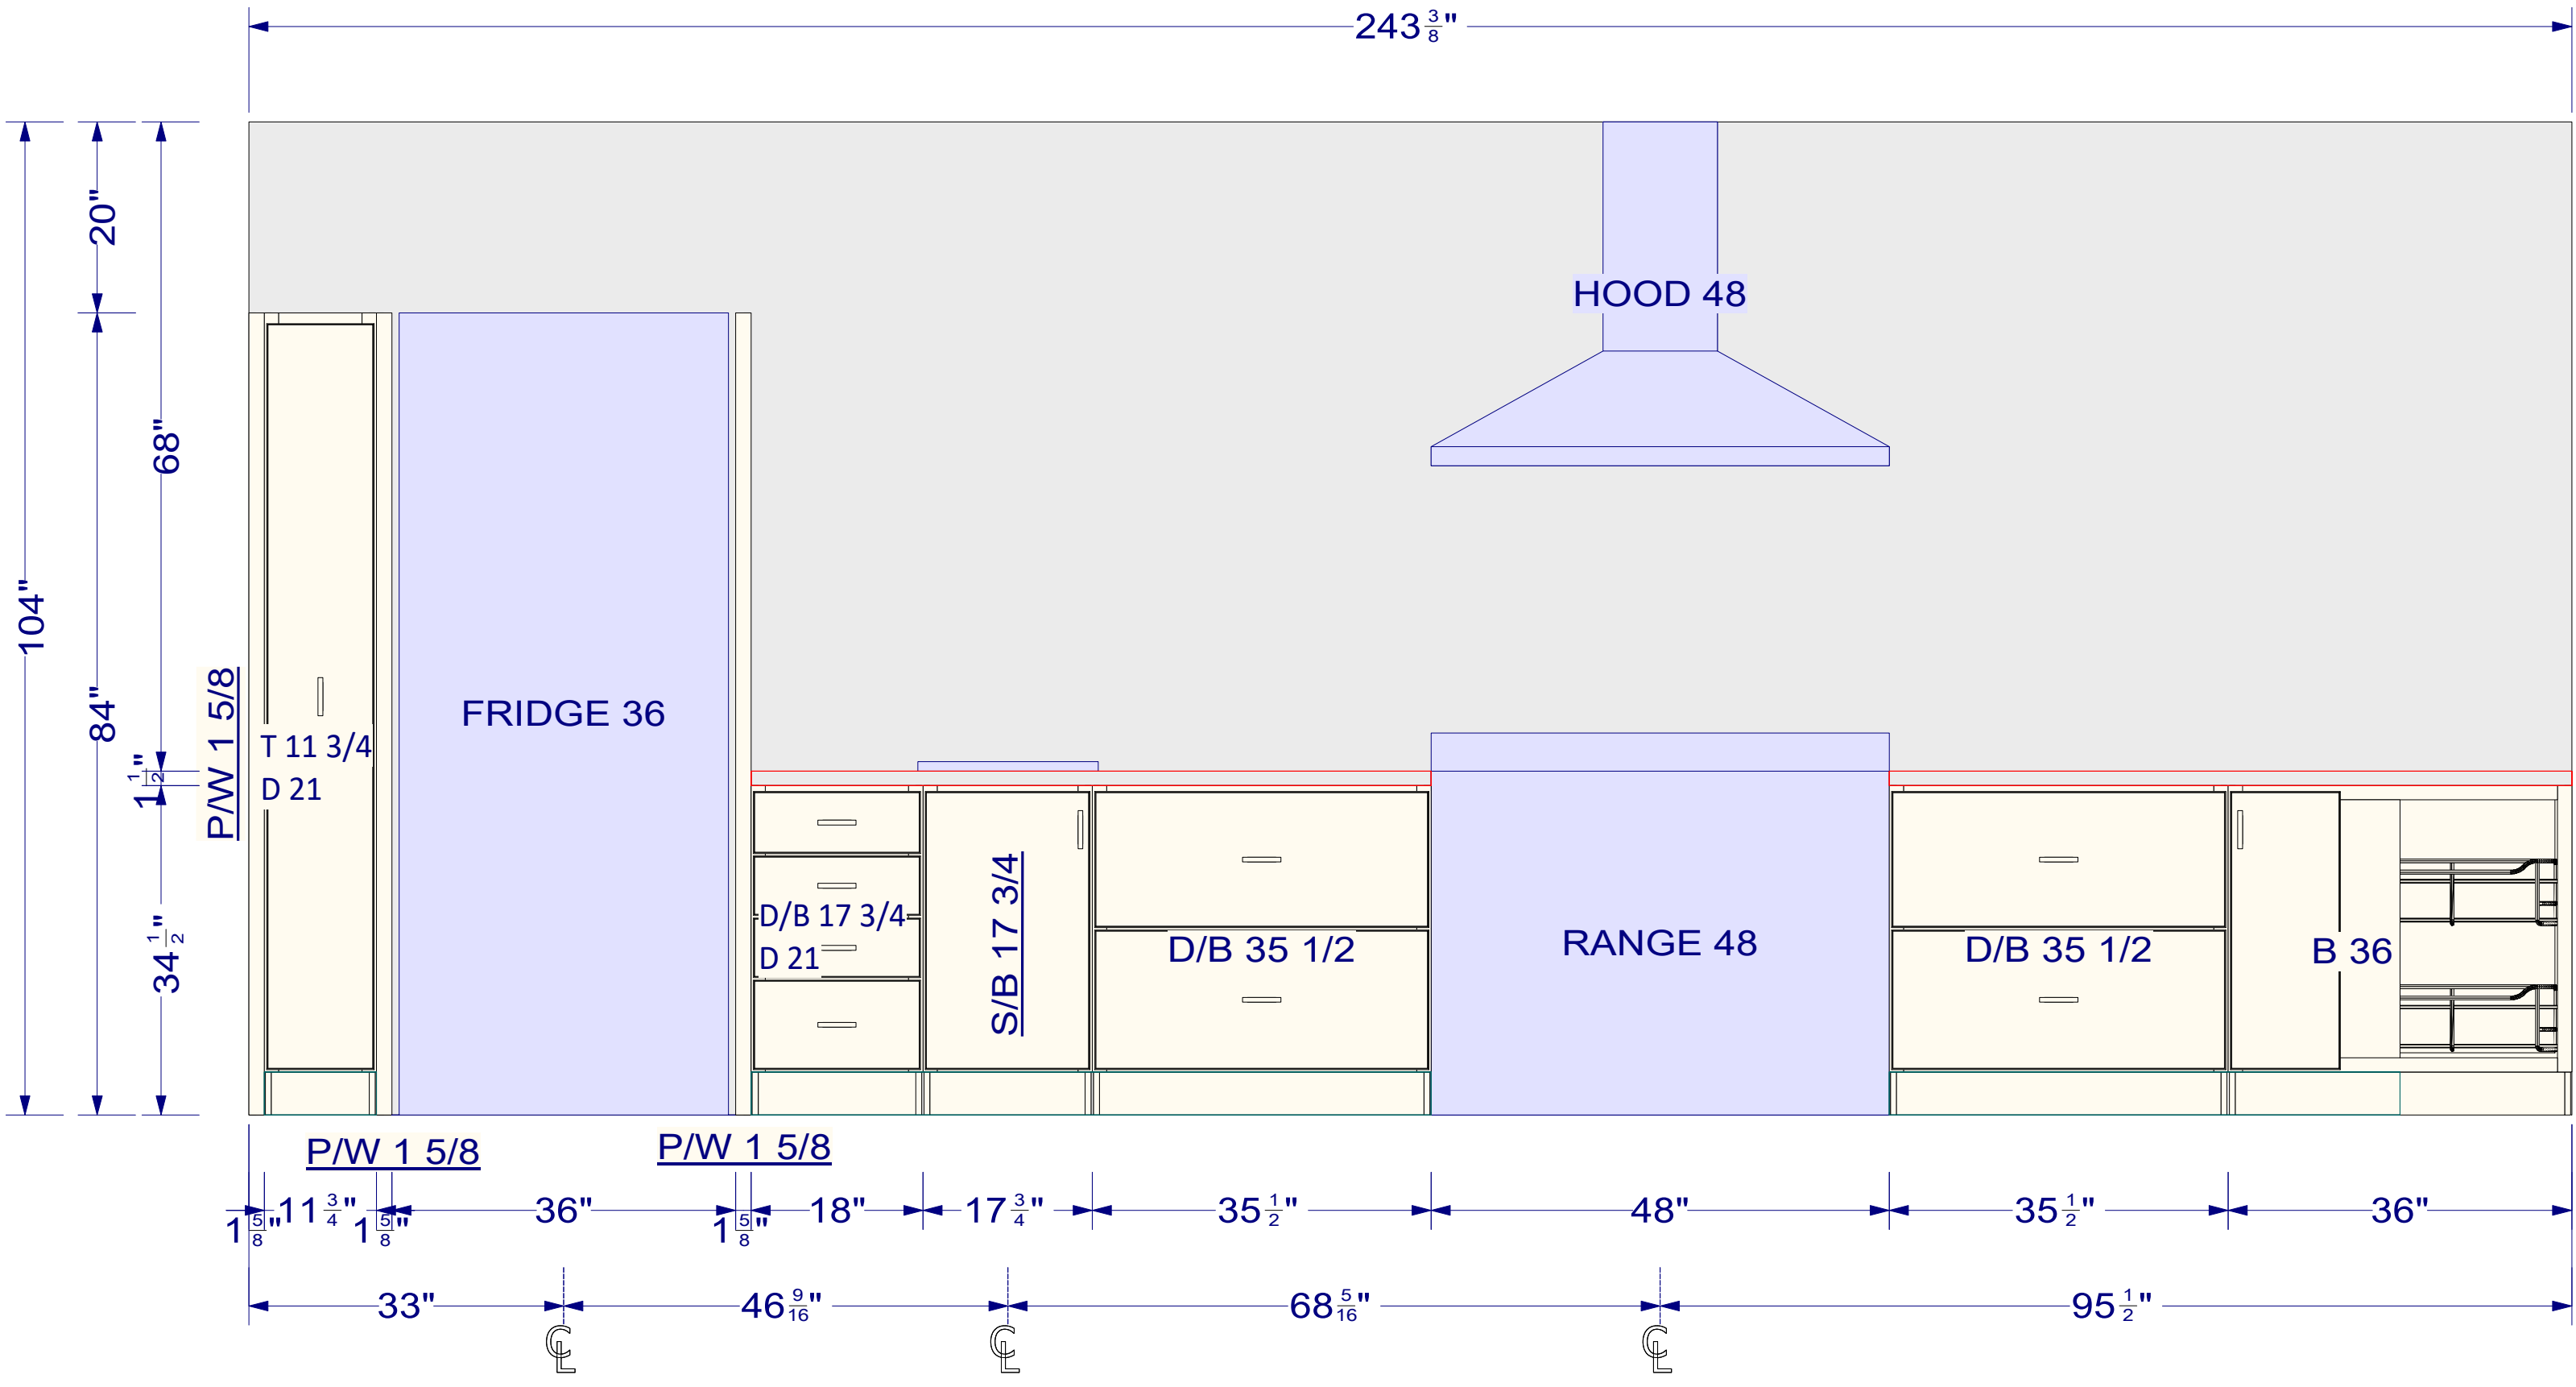 243 3/8"
20"
68"
104"
84"
1 1/2"
34 1/2"
HOOD 48
P/W 1 5/8
T 11 3/4
D 21
FRIDGE 36
D/B 17 3/4
D 21
S/B 17 3/4
D/B 35 1/2
RANGE 48
D/B 35 1/2
B 36
P/W 1 5/8
P/W 1 5/8
1 5/8"
11 3/4"
1 5/8"
36"
1 5/8"
18"
17 3/4"
35 1/2"
48"
35 1/2"
36"
33"
46 9/16"
68 5/16"
95 1/2"
CL
CL
CL